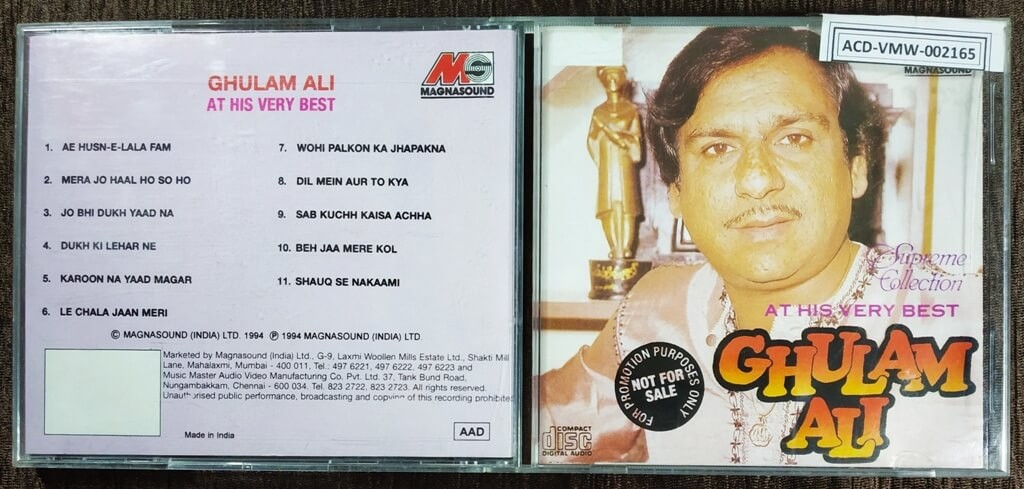 GHULAM ALI
AT HIS VERY BEST
MAGNASOUND
1. AE HUSN-E-LALA FAM
2. MERA JO HAAL HO SO HO
3. JO BHI DUKH YAAD NA
4. DUKH KI LEHAR NE
5. KAROON NA YAAD MAGAR
6. LE CHALA JAAN MERI
7. WOHI PALKON KA JHAPAKNA
8. DIL MEIN AUR TO KYA
9. SAB KUCHH KAISA ACHHA
10. BEH JAA MERE KOL
11. SHAUQ SE NAKAAMI
© MAGNASOUND (INDIA) LTD. 1994 ℗ 1994 MAGNASOUND (INDIA) LTD.
Marketed by Magnasound (India) Ltd., G-9, Laxmi Woollen Mills Estate Ltd., Shakti Mill
Lane, Mahalaxmi, Mumbai - 400 011, Tel.: 497 6221, 497 6222, 497 6223 and
Music Master Audio Video Manufacturing Co. Pvt. Ltd. 37, Tank Bund Road,
Nungambakkam, Chennai - 600 034. Tel. 823 2722, 823 2723. All rights reserved.
public performance, broadcasting and copying of this recording prohibited
Made in India
AAD
ACD-VMW-002165
MAGNASOUND
Supreme
Collection
AT HIS VERY BEST
GHULAM
ALI
FOR PROMOTION PURPOSES ONLY
NOT FOR
SALE
COMPACT
disc
DIGITAL AUDIO